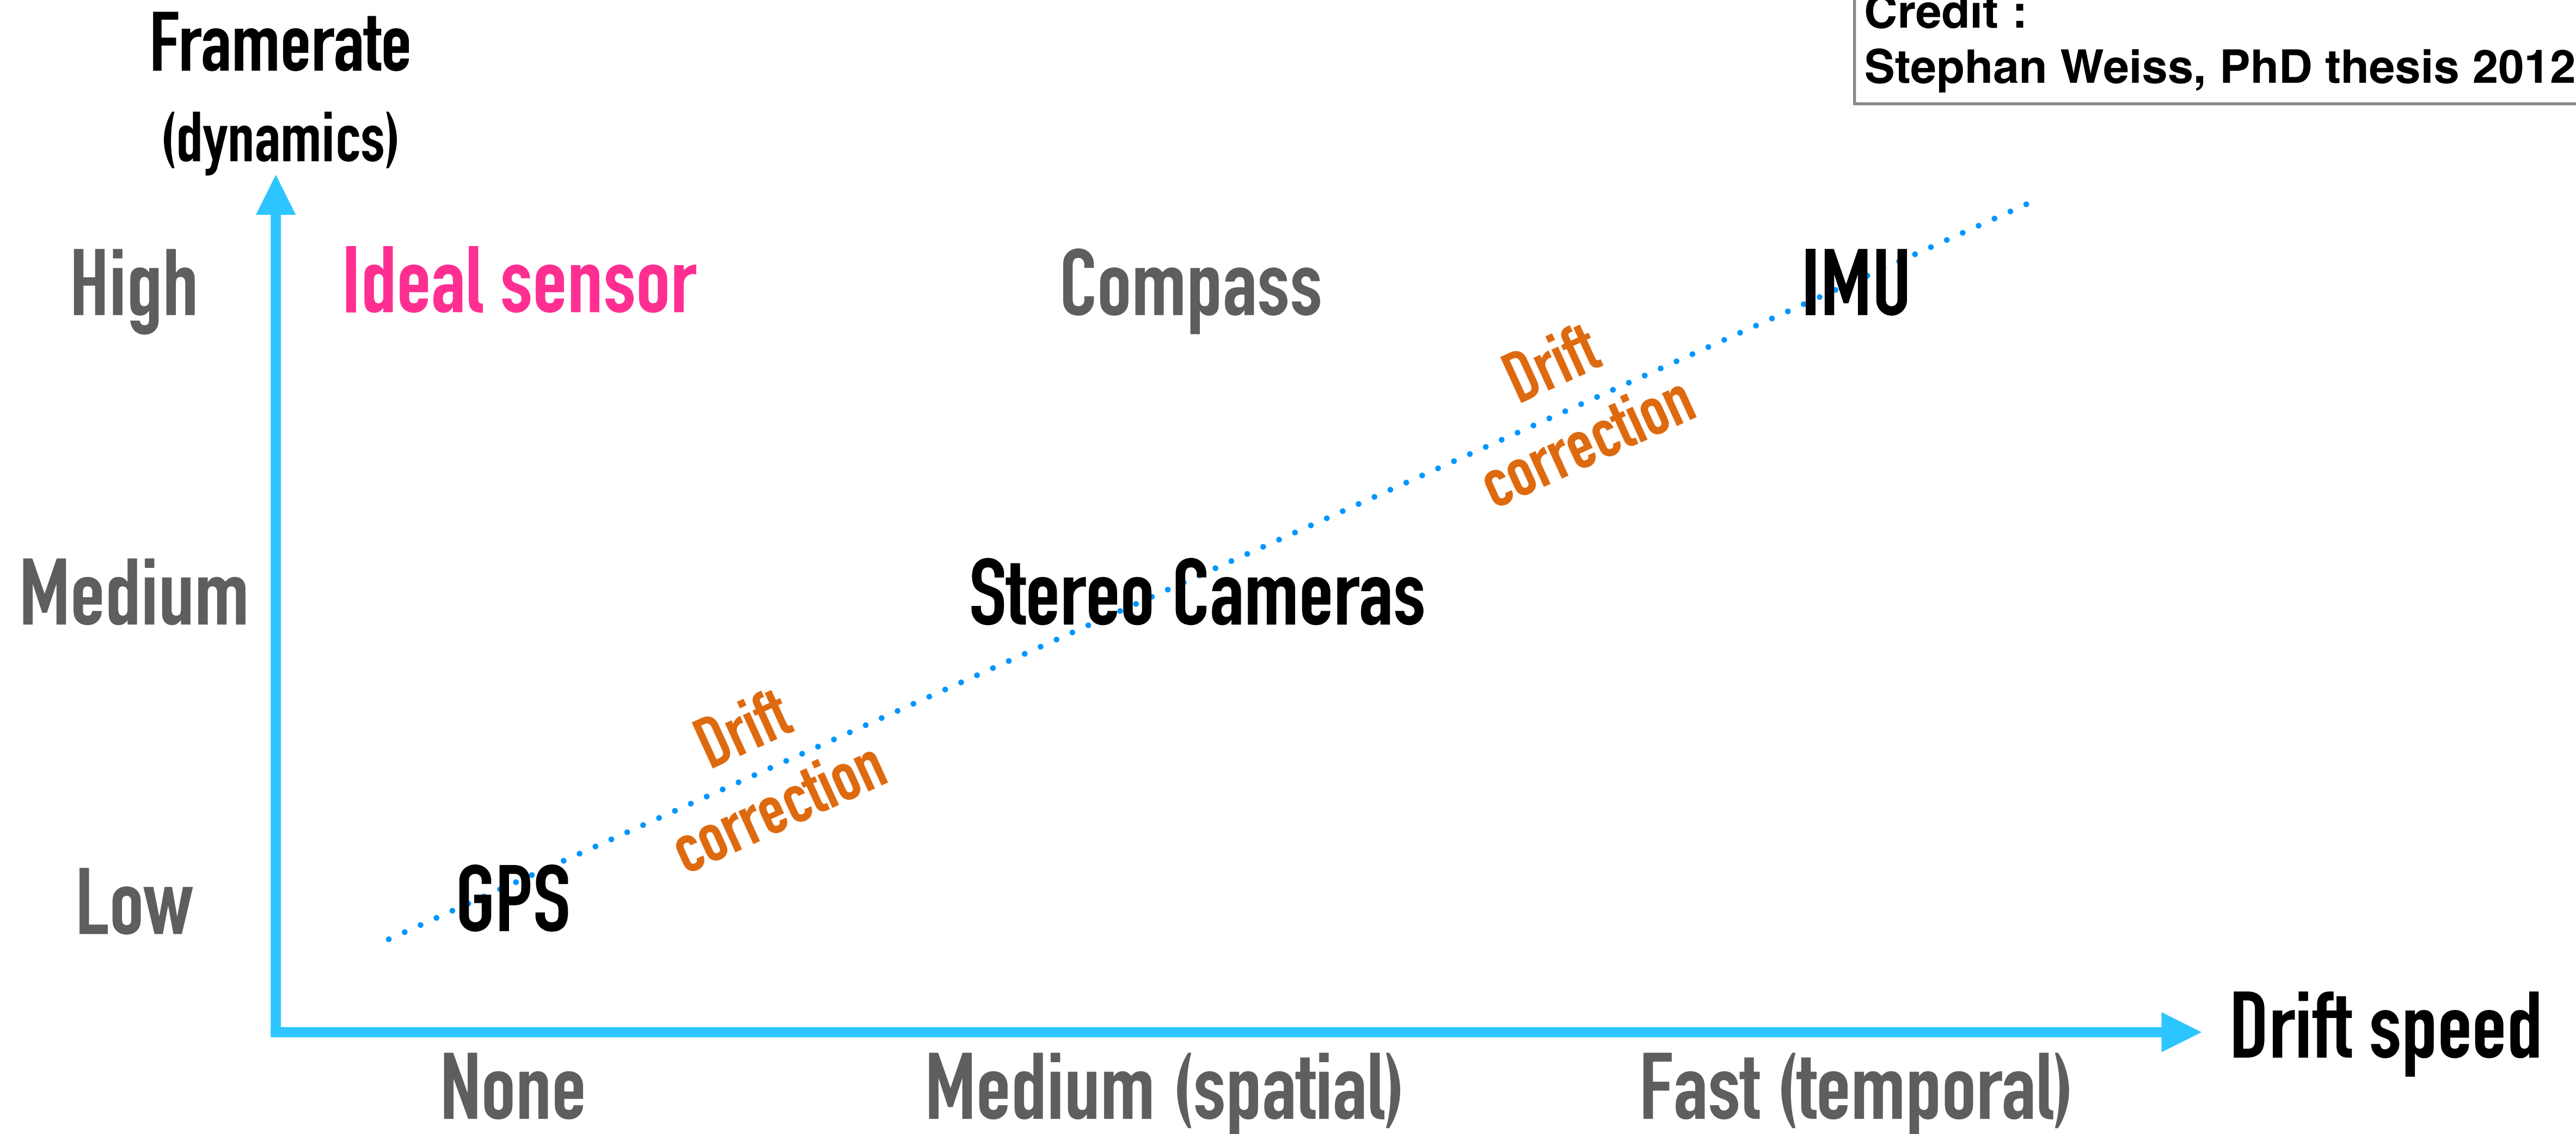 Credit :
Stephan Weiss, PhD thesis 2012
Framerate
(dynamics)
High
Ideal sensor
Compass
IMU
Drift
correction
Medium
Stereo Cameras
Drift
correction
Low
GPS
Drift speed
None
Medium (spatial)
Fast (temporal)